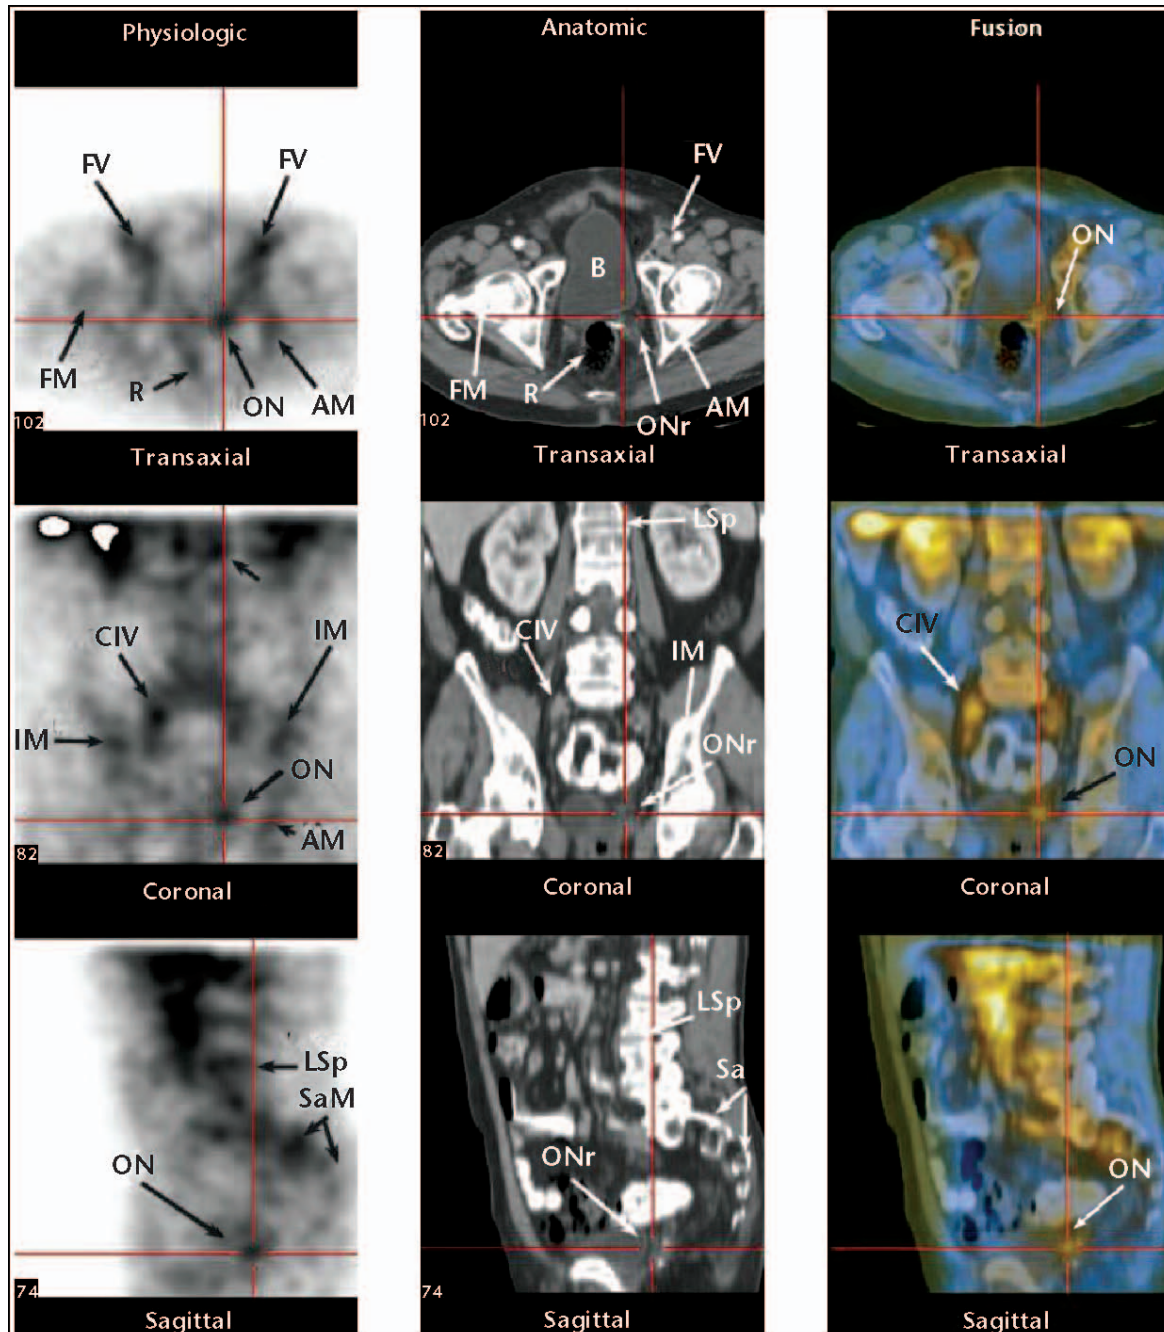 Physiologic
Anatomic
Fusion
FV
FV
FM
R
ON
AM
102
FV
B
FM
R
ONr
AM
102
ON
Transaxial
Transaxial
Transaxial
CIV
IM
IM
ON
AM
82
LSp
CIV
IM
ONr
82
CIV
ON
Coronal
Coronal
Coronal
LSp
SaM
ON
74
LSp
Sa
ONr
74
ON
Sagittal
Sagittal
Sagittal